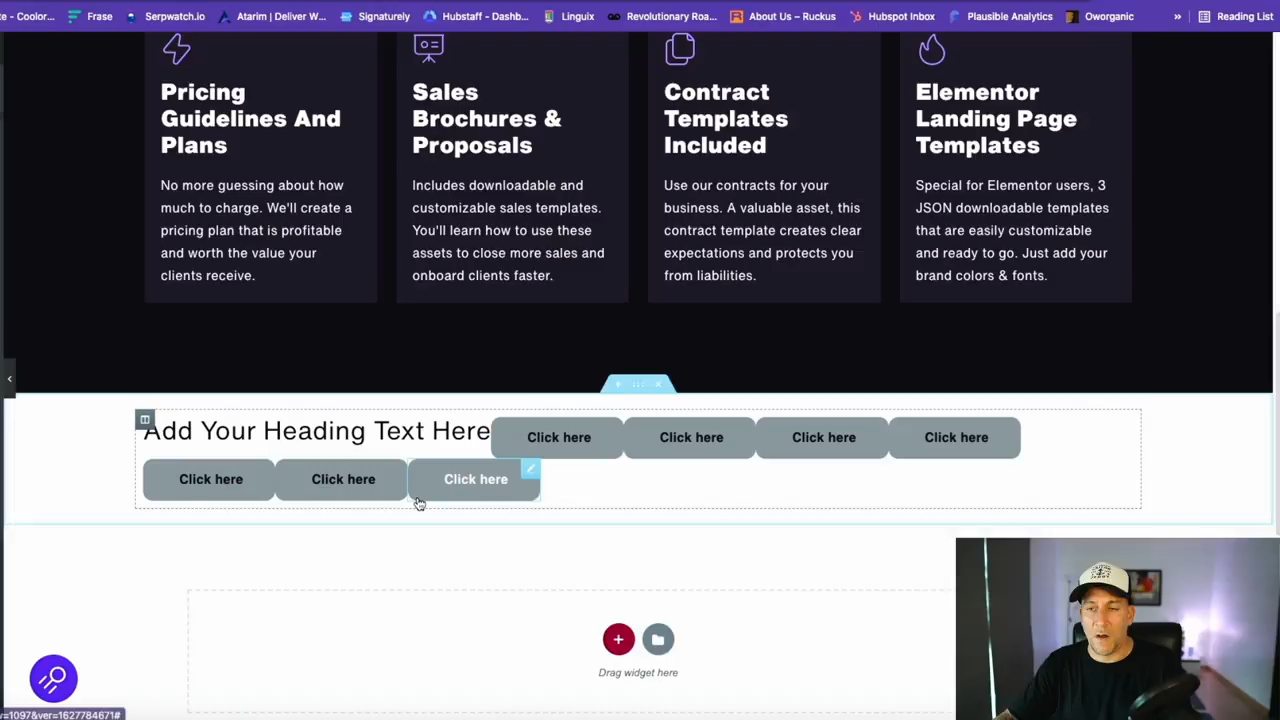 te - Coolor...
Frase
Serpwatch.io
Atarim | Deliver W...
Signaturely
Hubstaff - Dashb...
Linguix
Revolutionary Roa...
About Us – Ruckus
Hubspot Inbox
Plausible Analytics
Oworganic
»
Reading List
Pricing
Guidelines And
Plans
No more guessing about how
much to charge. We'll create a
pricing plan that is profitable
and worth the value your
clients receive.
Sales
Brochures &
Proposals
Includes downloadable and
customizable sales templates.
You'll learn how to use these
assets to close more sales and
onboard clients faster.
Contract
Templates
Included
Use our contracts for your
business. A valuable asset, this
contract template creates clear
expectations and protects you
from liabilities.
Elementor
Landing Page
Templates
Special for Elementor users, 3
JSON downloadable templates
that are easily customizable
and ready to go. Just add your
brand colors & fonts.
Add Your Heading Text Here
Click here
Click here
Click here
Click here
Click here
Click here
Click here
Drag widget here
v=1097&ver=1627784671#